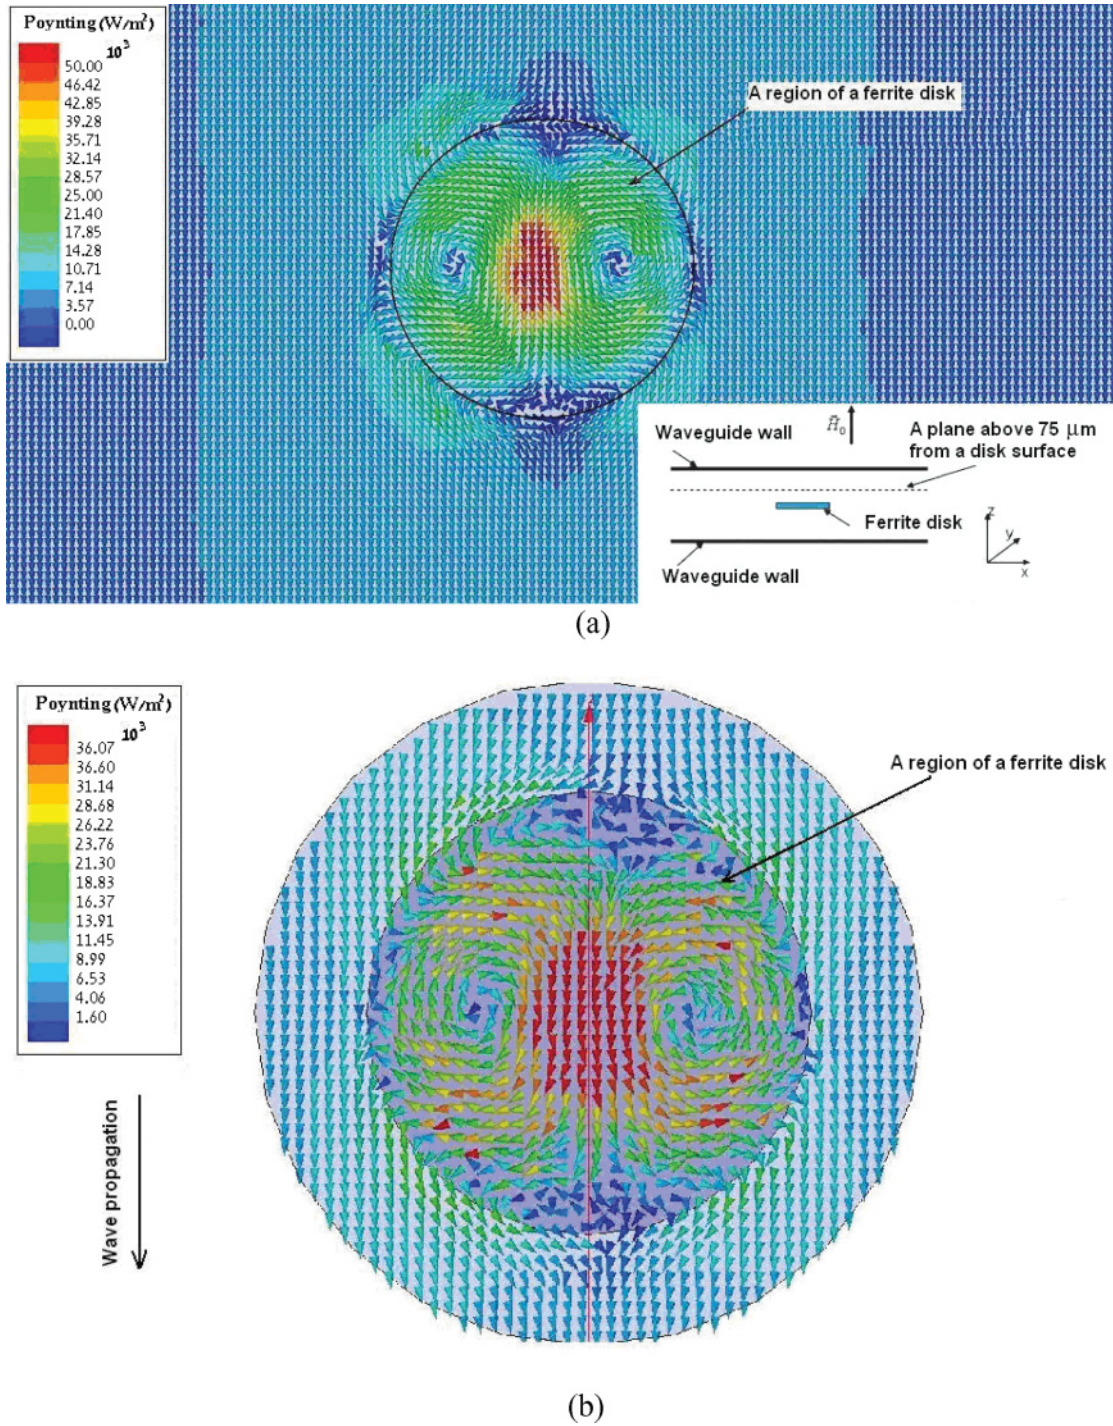 Poynting (W/m²)
10³
50.00
46.42
42.85
39.28
35.71
32.14
28.57
25.00
21.40
17.85
14.28
10.71
7.14
3.57
0.00
A region of a ferrite disk
H⃗₀
Waveguide wall
A plane above 75 μm
from a disk surface
Ferrite disk
Waveguide wall
z
y
x
(a)
Poynting (W/m²)
10³
36.07
36.60
31.14
28.68
26.22
23.76
21.30
18.83
16.37
13.91
11.45
8.99
6.53
4.06
1.60
A region of a ferrite disk
Wave propagation
(b)